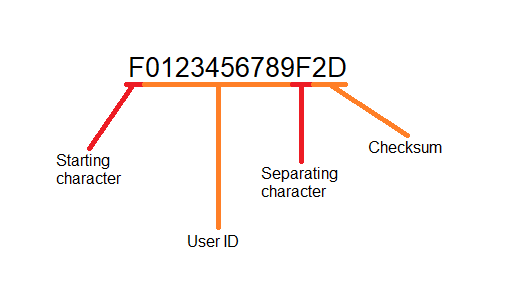 F0123456789F2D
Starting
character
Separating
character
Checksum
User ID